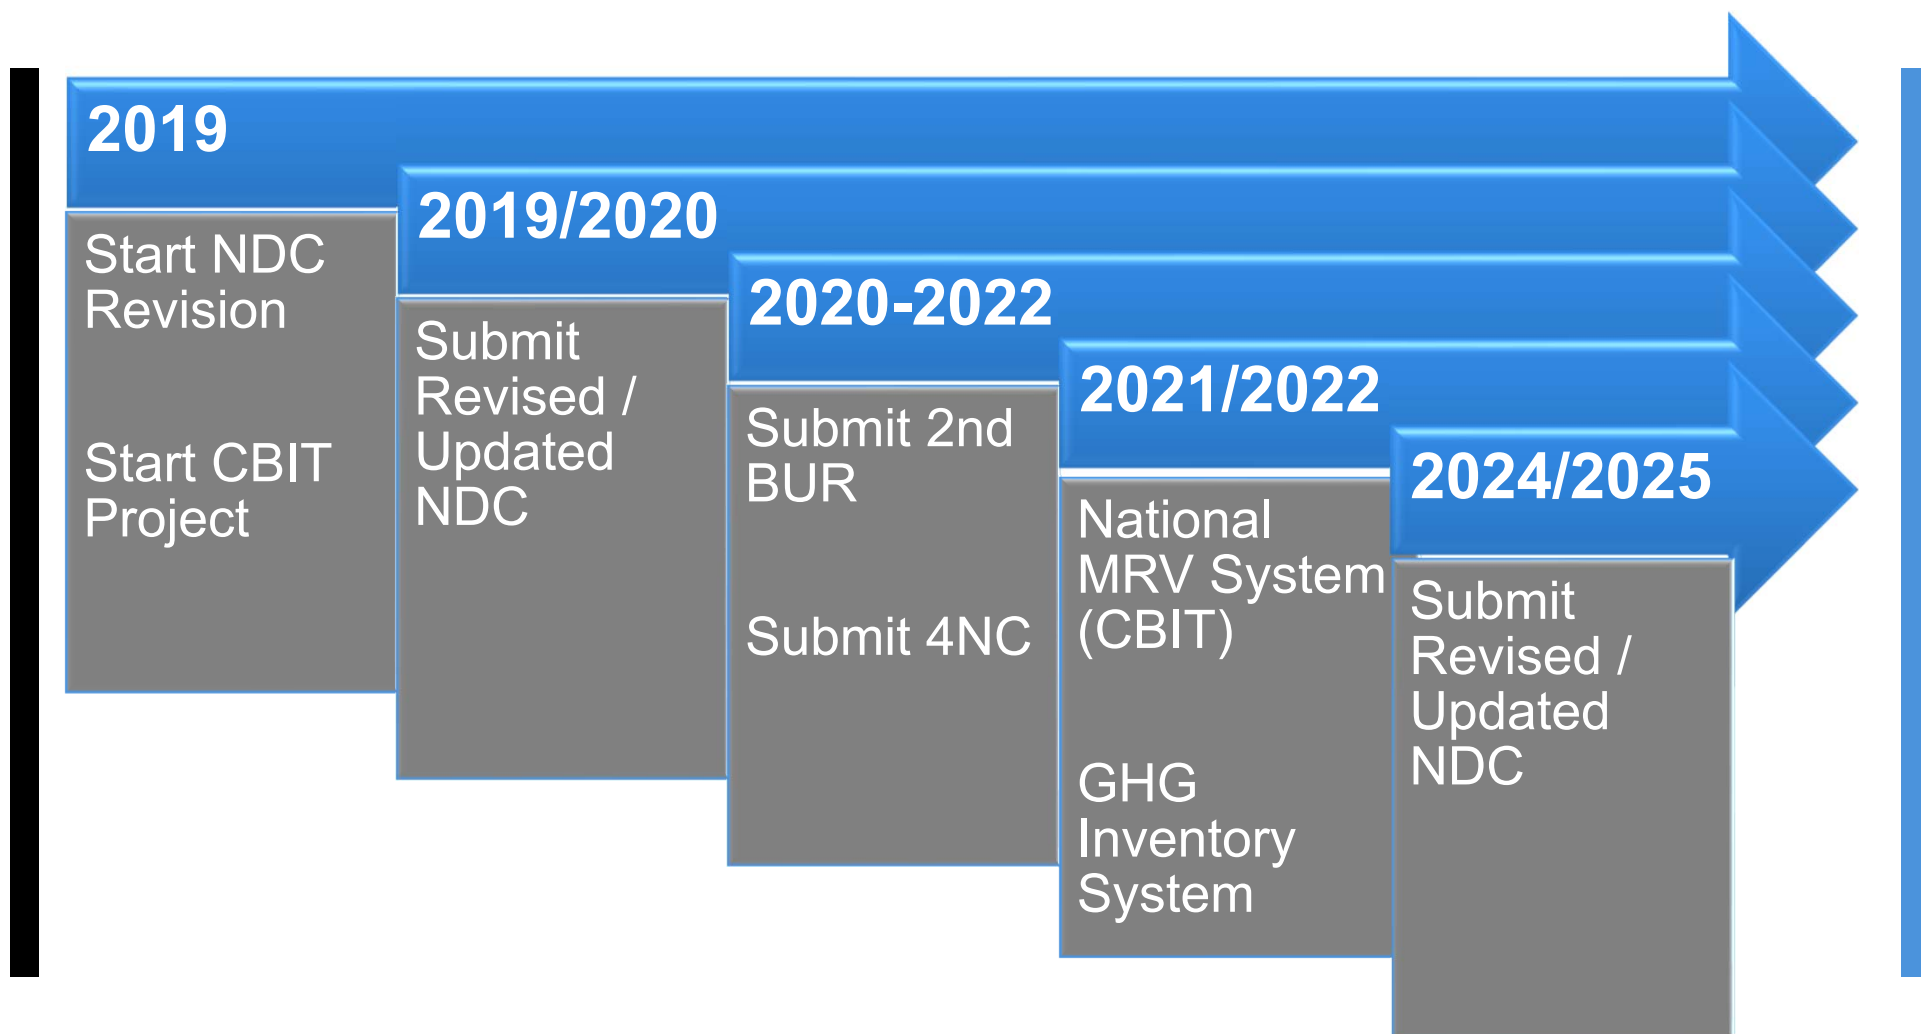 2019
Start NDC
Revision
Start CBIT
Project
2019/2020
Submit
Revised /
Updated
NDC
2020-2022
Submit 2nd
BUR
Submit 4NC
2021/2022
National
MRV System
(CBIT)
GHG
Inventory
System
2024/2025
Submit
Revised /
Updated
NDC